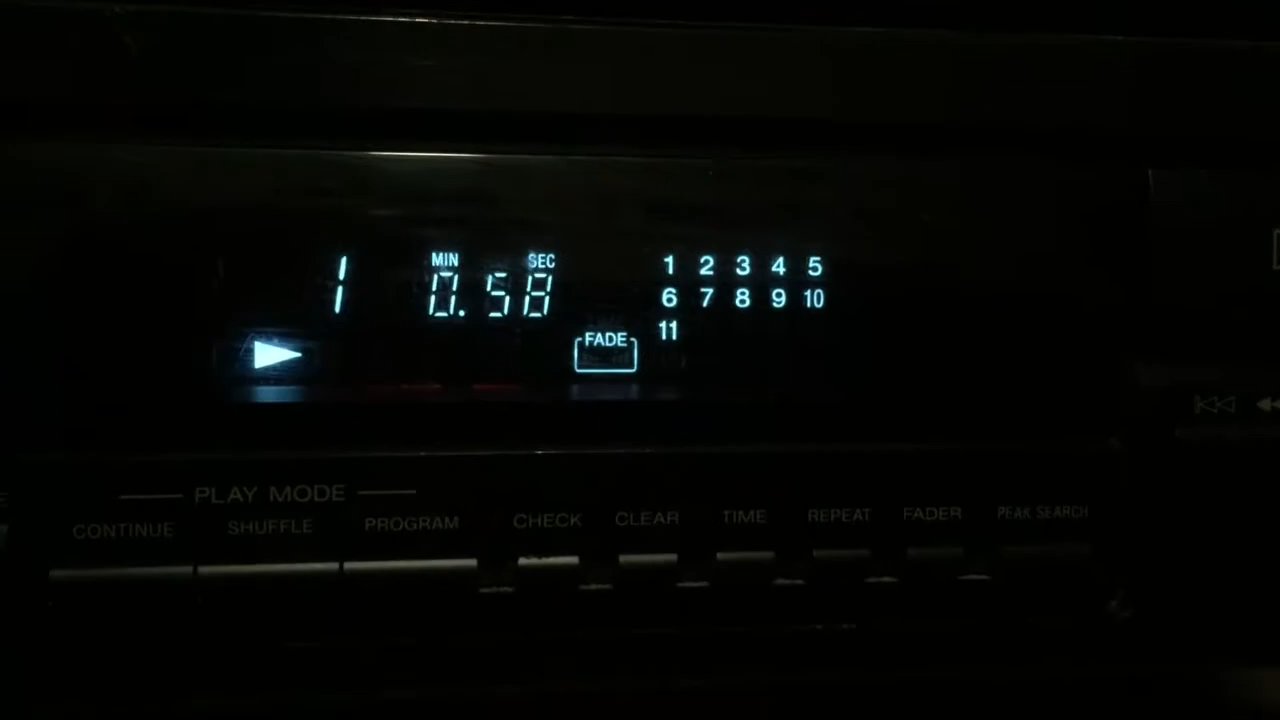 MIN SEC
1 0.58
1 2 3 4 5
6 7 8 9 10
11
FADE
PLAY MODE
CONTINUE SHUFFLE PROGRAM CHECK CLEAR TIME REPEAT FADER PEAK SEARCH